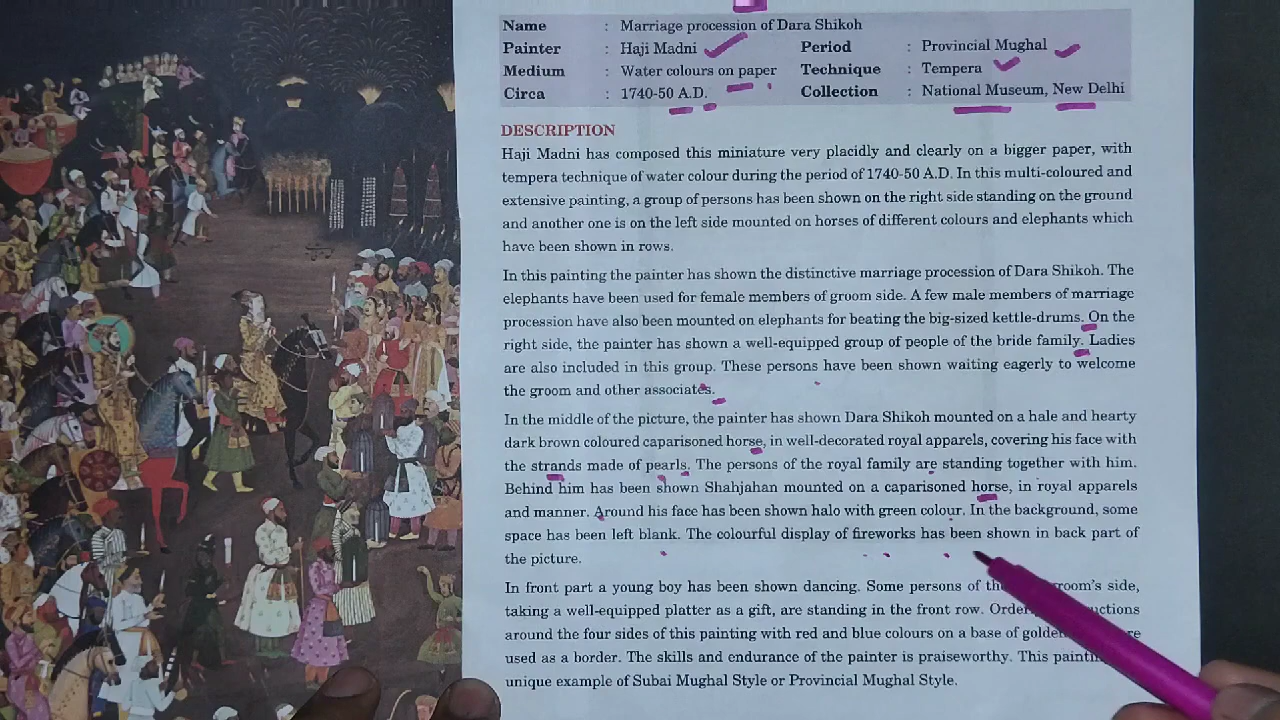 Name : Marriage procession of Dara Shikoh
Painter : Haji Madni Period : Provincial Mughal
Medium : Water colours on paper Technique : Tempera
Circa : 1740-50 A.D. Collection : National Museum, New Delhi
DESCRIPTION
Haji Madni has composed this miniature very placidly and clearly on a bigger paper, with
tempera technique of water colour during the period of 1740-50 A.D. In this multi-coloured and
extensive painting, a group of persons has been shown on the right side standing on the ground
and another one is on the left side mounted on horses of different colours and elephants which
have been shown in rows.
In this painting the painter has shown the distinctive marriage procession of Dara Shikoh. The
elephants have been used for female members of groom side. A few male members of marriage
procession have also been mounted on elephants for beating the big-sized kettle-drums. On the
right side, the painter has shown a well-equipped group of people of the bride family. Ladies
are also included in this group. These persons have been shown waiting eagerly to welcome
the groom and other associates.
In the middle of the picture, the painter has shown Dara Shikoh mounted on a hale and hearty
dark brown coloured caparisoned horse, in well-decorated royal apparels, covering his face with
the strands made of pearls. The persons of the royal family are standing together with him.
Behind him has been shown Shahjahan mounted on a caparisoned horse, in royal apparels
and manner. Around his face has been shown halo with green colour. In the background, some
space has been left blank. The colourful display of fireworks has been shown in back part of
the picture.
In front part a young boy has been shown dancing. Some persons of room's side,
taking a well-equipped platter as a gift, are standing in the front row.
around the four sides of this painting with red and blue colours on a base of
used as a border. The skills and endurance of the painter is praiseworthy. This
unique example of Subai Mughal Style or Provincial Mughal Style.